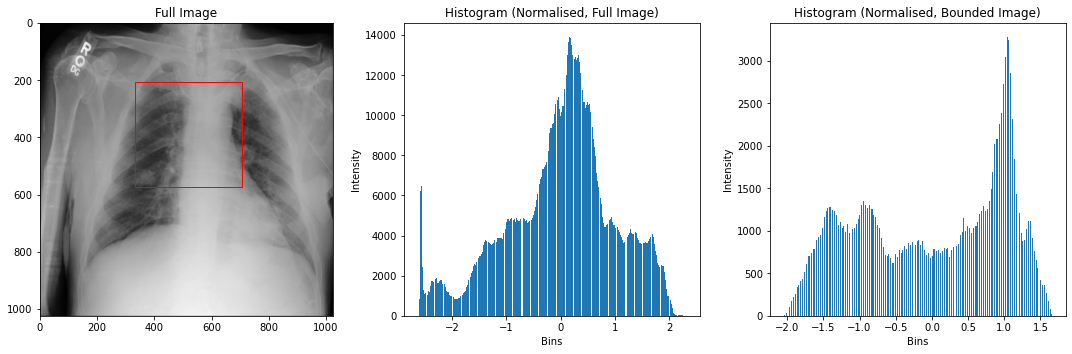 Full Image
0
200
400
600
800
1000
0 200 400 600 800 1000
R
Histogram (Normalised, Full Image)
Intensity
14000
12000
10000
8000
6000
4000
2000
0
−2 −1 0 1 2
Bins
Histogram (Normalised, Bounded Image)
Intensity
3000
2500
2000
1500
1000
500
0
−2.0 −1.5 −1.0 −0.5 0.0 0.5 1.0 1.5
Bins